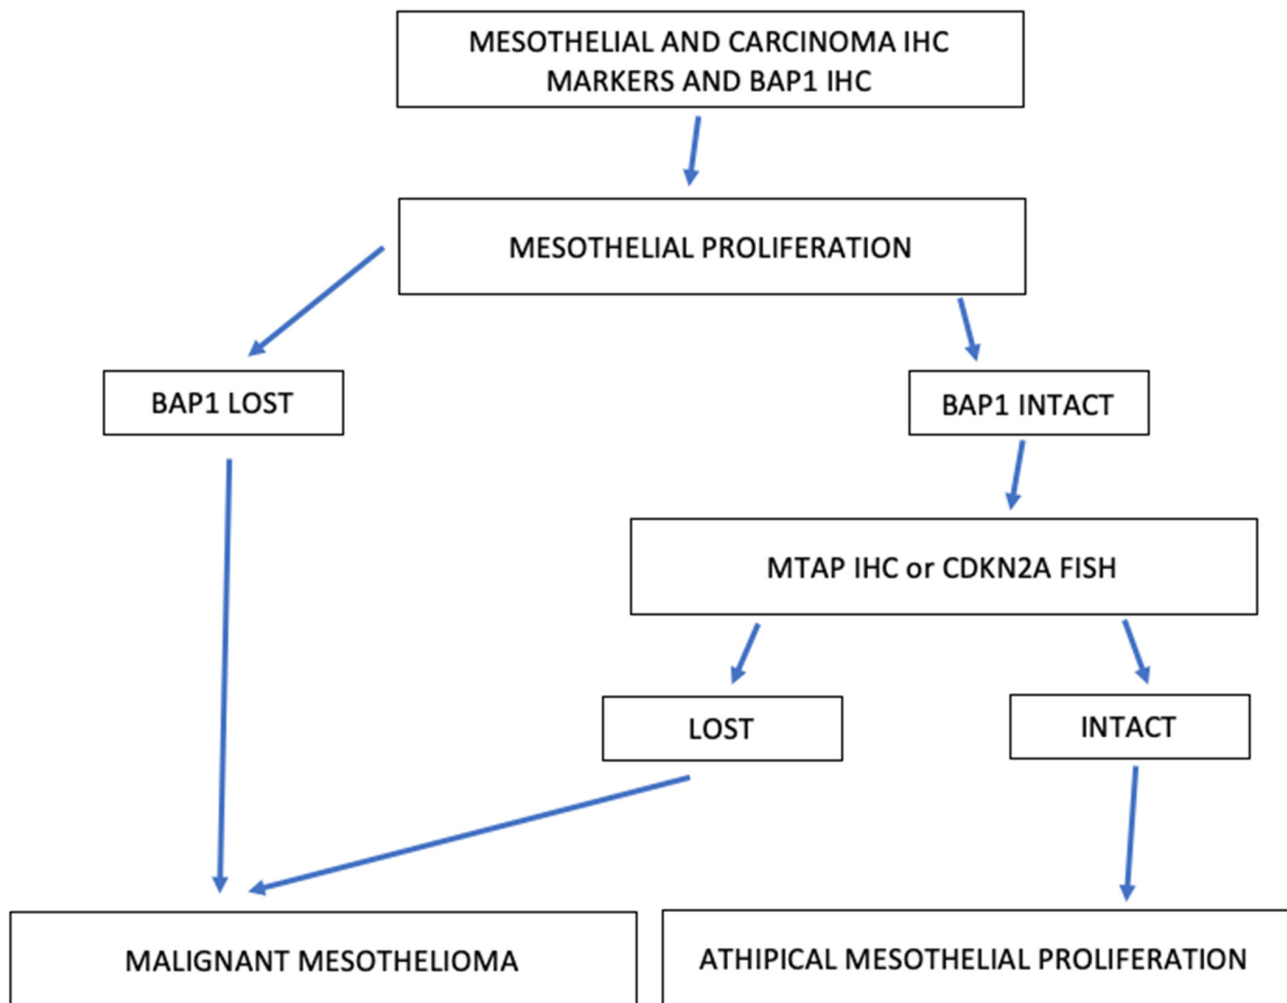 MESOTHELIAL AND CARCINOMA IHC
MARKERS AND BAP1 IHC
MESOTHELIAL PROLIFERATION
BAP1 LOST
BAP1 INTACT
MTAP IHC or CDKN2A FISH
LOST
INTACT
MALIGNANT MESOTHELIOMA
ATHIPICAL MESOTHELIAL PROLIFERATION